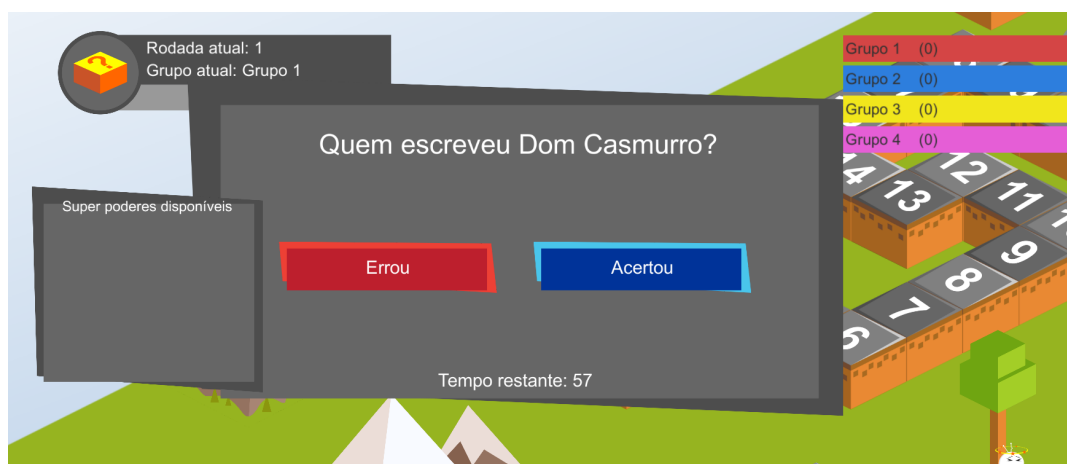 Rodada atual: 1
Grupo atual: Grupo 1
Grupo 1 (0)
Grupo 2 (0)
Grupo 3 (0)
Grupo 4 (0)
Quem escreveu Dom Casmurro?
Super poderes disponíveis
Errou
Acertou
Tempo restante: 57
14
13
12
11
9
8
7
6